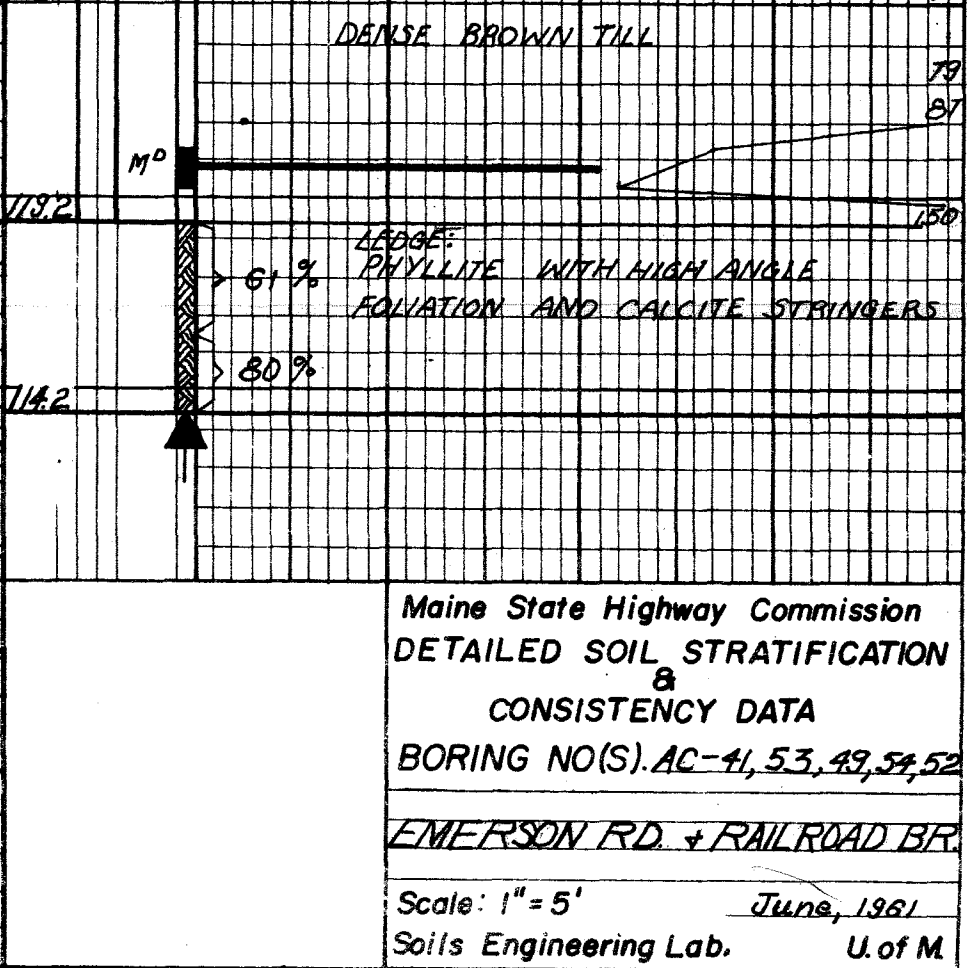 DENSE BROWN TILL
79
87
M^D
119.2
150
LEDGE:
61 % PHYLLITE WITH HIGH ANGLE
FOLIATION AND CALCITE STRINGERS
80 %
114.2
Maine State Highway Commission
DETAILED SOIL STRATIFICATION
&
CONSISTENCY DATA
BORING NO(S). AC-41, 53, 49, 54, 52
EMERSON RD. & RAILROAD BR.
Scale: 1" = 5' June, 1961
Soils Engineering Lab. U. of M.